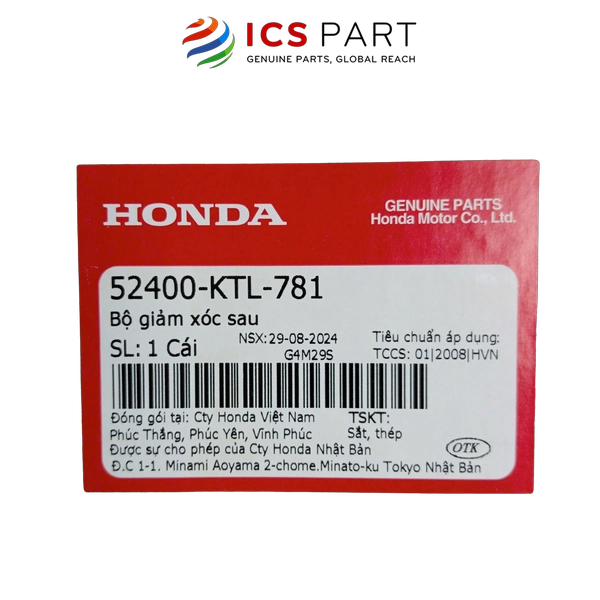 ICS PART
GENUINE PARTS, GLOBAL REACH
HONDA
GENUINE PARTS
Honda Motor Co., Ltd.
52400-KTL-781
Bộ giảm xóc sau
SL: 1 Cái
NSX:29-08-2024
G4M29S
Tiêu chuẩn áp dụng:
TCCS: 01|2008|HVN
Đóng gói tại: Cty Honda Việt Nam
TSKT:
Phúc Thắng, Phúc Yên, Vĩnh Phúc
Sắt, thép
Được sự cho phép của Cty Honda Nhật Bản
OTK
Đ.C 1-1. Minami Aoyama 2-chome.Minato-ku Tokyo Nhật Bản